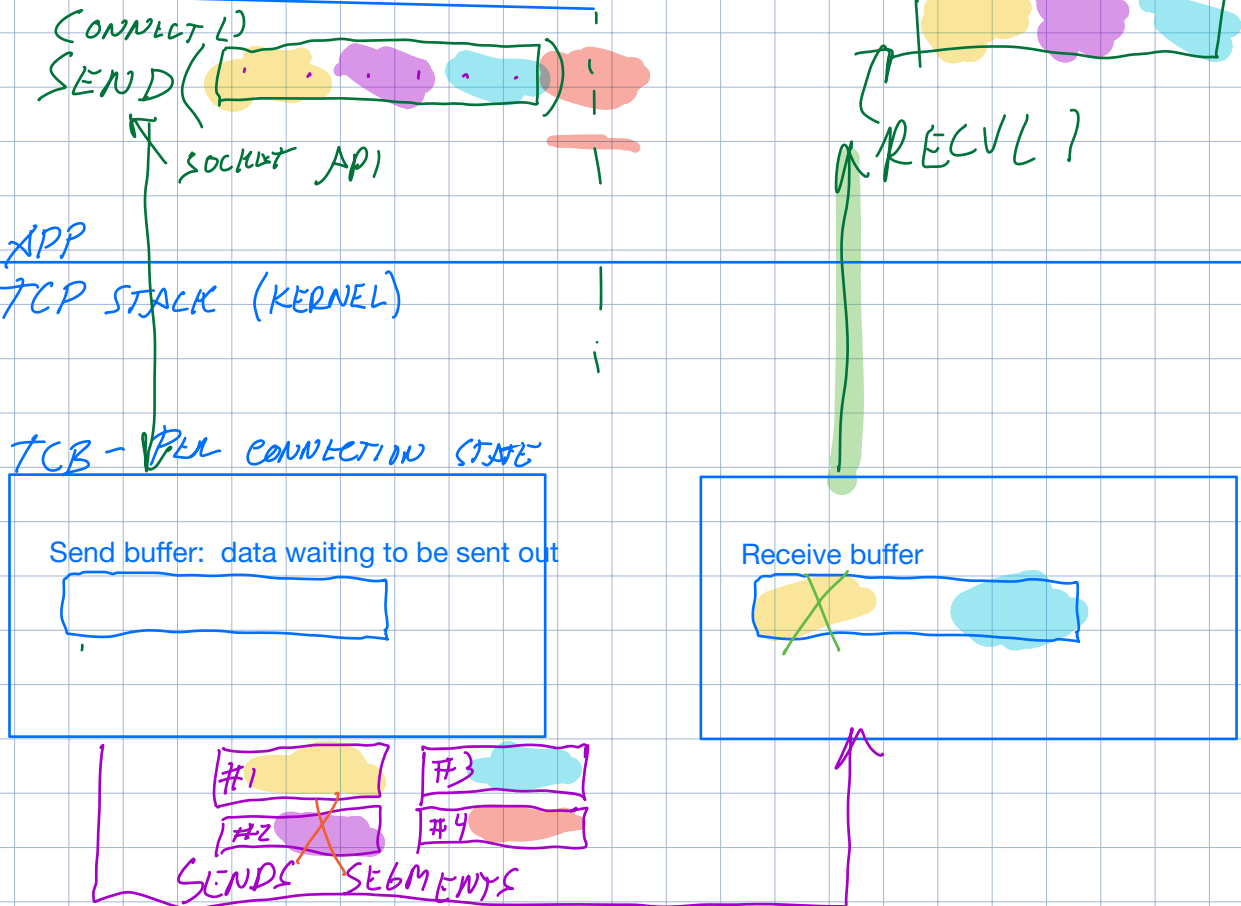 CONNECT()
SEND( )
SOCKET API
RECV( )
APP
TCP STACK (KERNEL)
TCB - PER CONNECTION STATE
Send buffer: data waiting to be sent out
Receive buffer
#1
#3
#2
#4
SENDS SEGMENTS